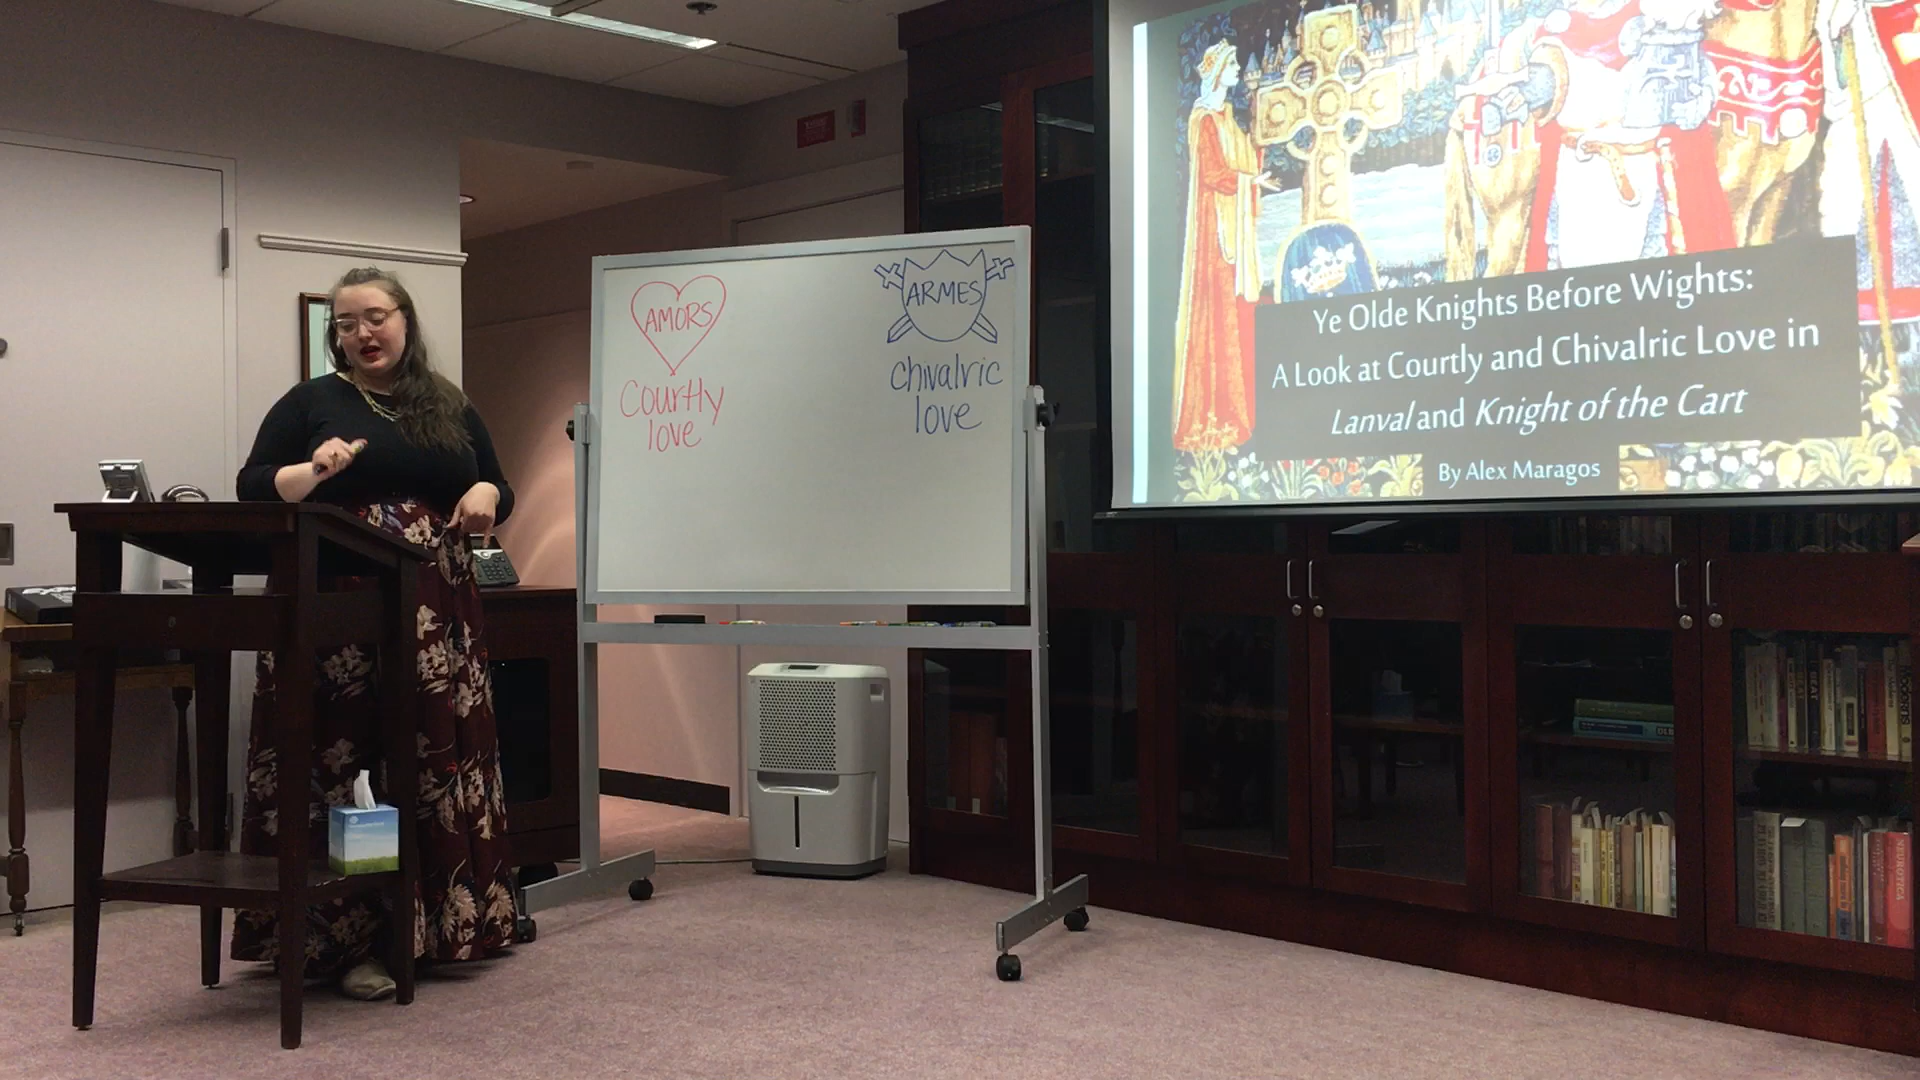 AMORS
Courtly
love
ARMES
chivalric
love
Ye Olde Knights Before Wights:
A Look at Courtly and Chivalric Love in
Lanval and Knight of the Cart
By Alex Maragos
NEUROTICA